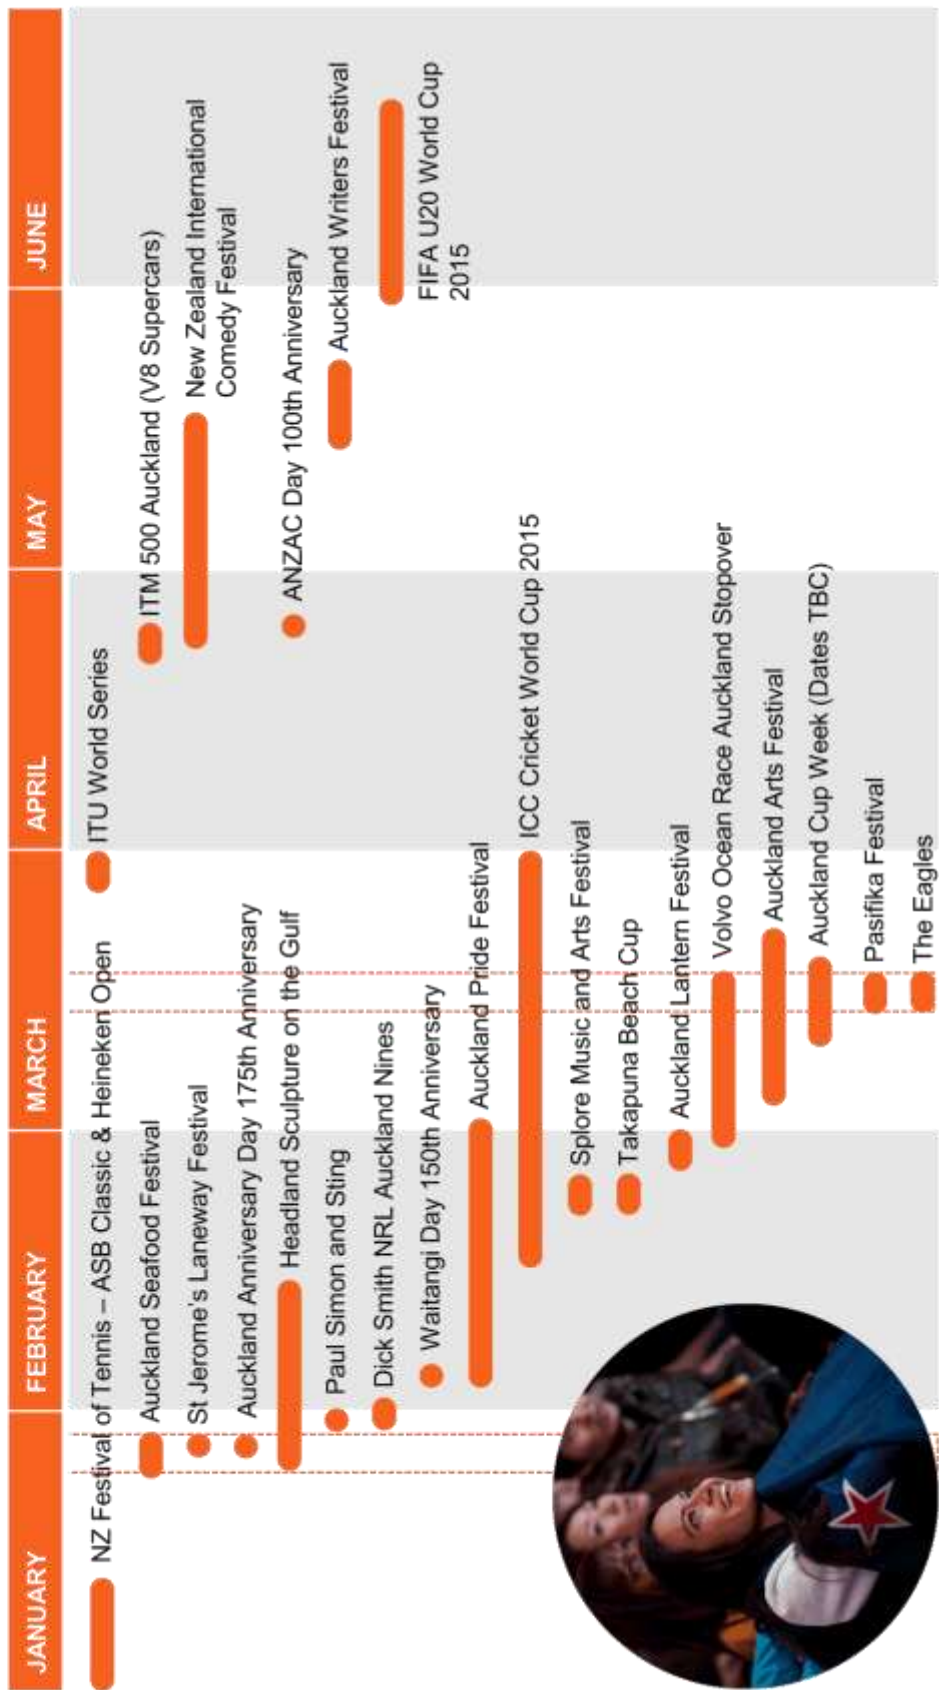 JANUARY
FEBRUARY
MARCH
APRIL
MAY
JUNE
NZ Festival of Tennis – ASB Classic & Heineken Open
ITU World Series
Auckland Seafood Festival
ITM 500 Auckland (V8 Supercars)
St Jerome's Laneway Festival
New Zealand International
Comedy Festival
Auckland Anniversary Day 175th Anniversary
Headland Sculpture on the Gulf
ANZAC Day 100th Anniversary
Paul Simon and Sting
Auckland Writers Festival
Dick Smith NRL Auckland Nines
FIFA U20 World Cup
2015
Waitangi Day 150th Anniversary
Auckland Pride Festival
ICC Cricket World Cup 2015
Splore Music and Arts Festival
Takapuna Beach Cup
Auckland Lantern Festival
Volvo Ocean Race Auckland Stopover
Auckland Arts Festival
Auckland Cup Week (Dates TBC)
Pasifika Festival
The Eagles